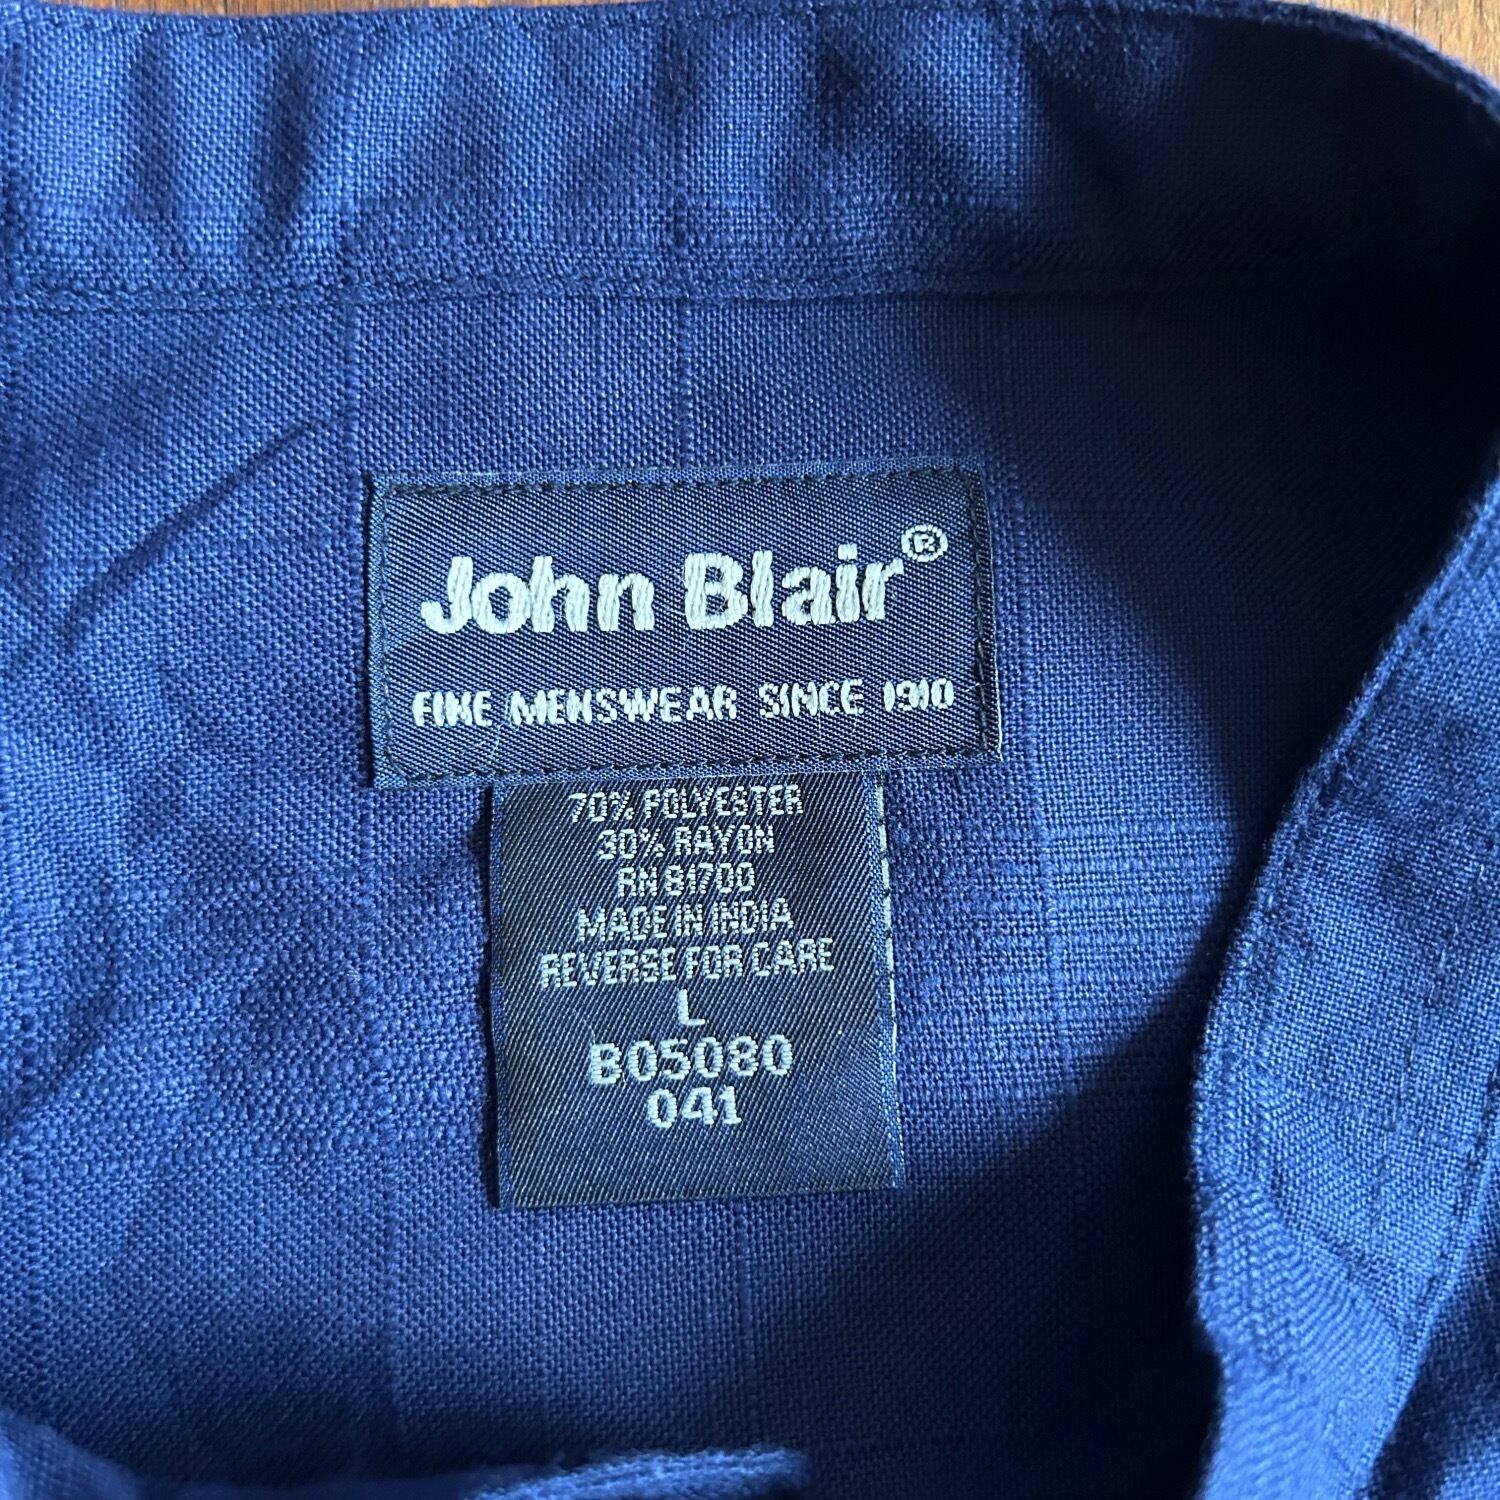 John Blair®
FINE MENSWEAR SINCE 1910
70% POLYESTER
30% RAYON
RN 81700
MADE IN INDIA
REVERSE FOR CARE
L
B05080
041